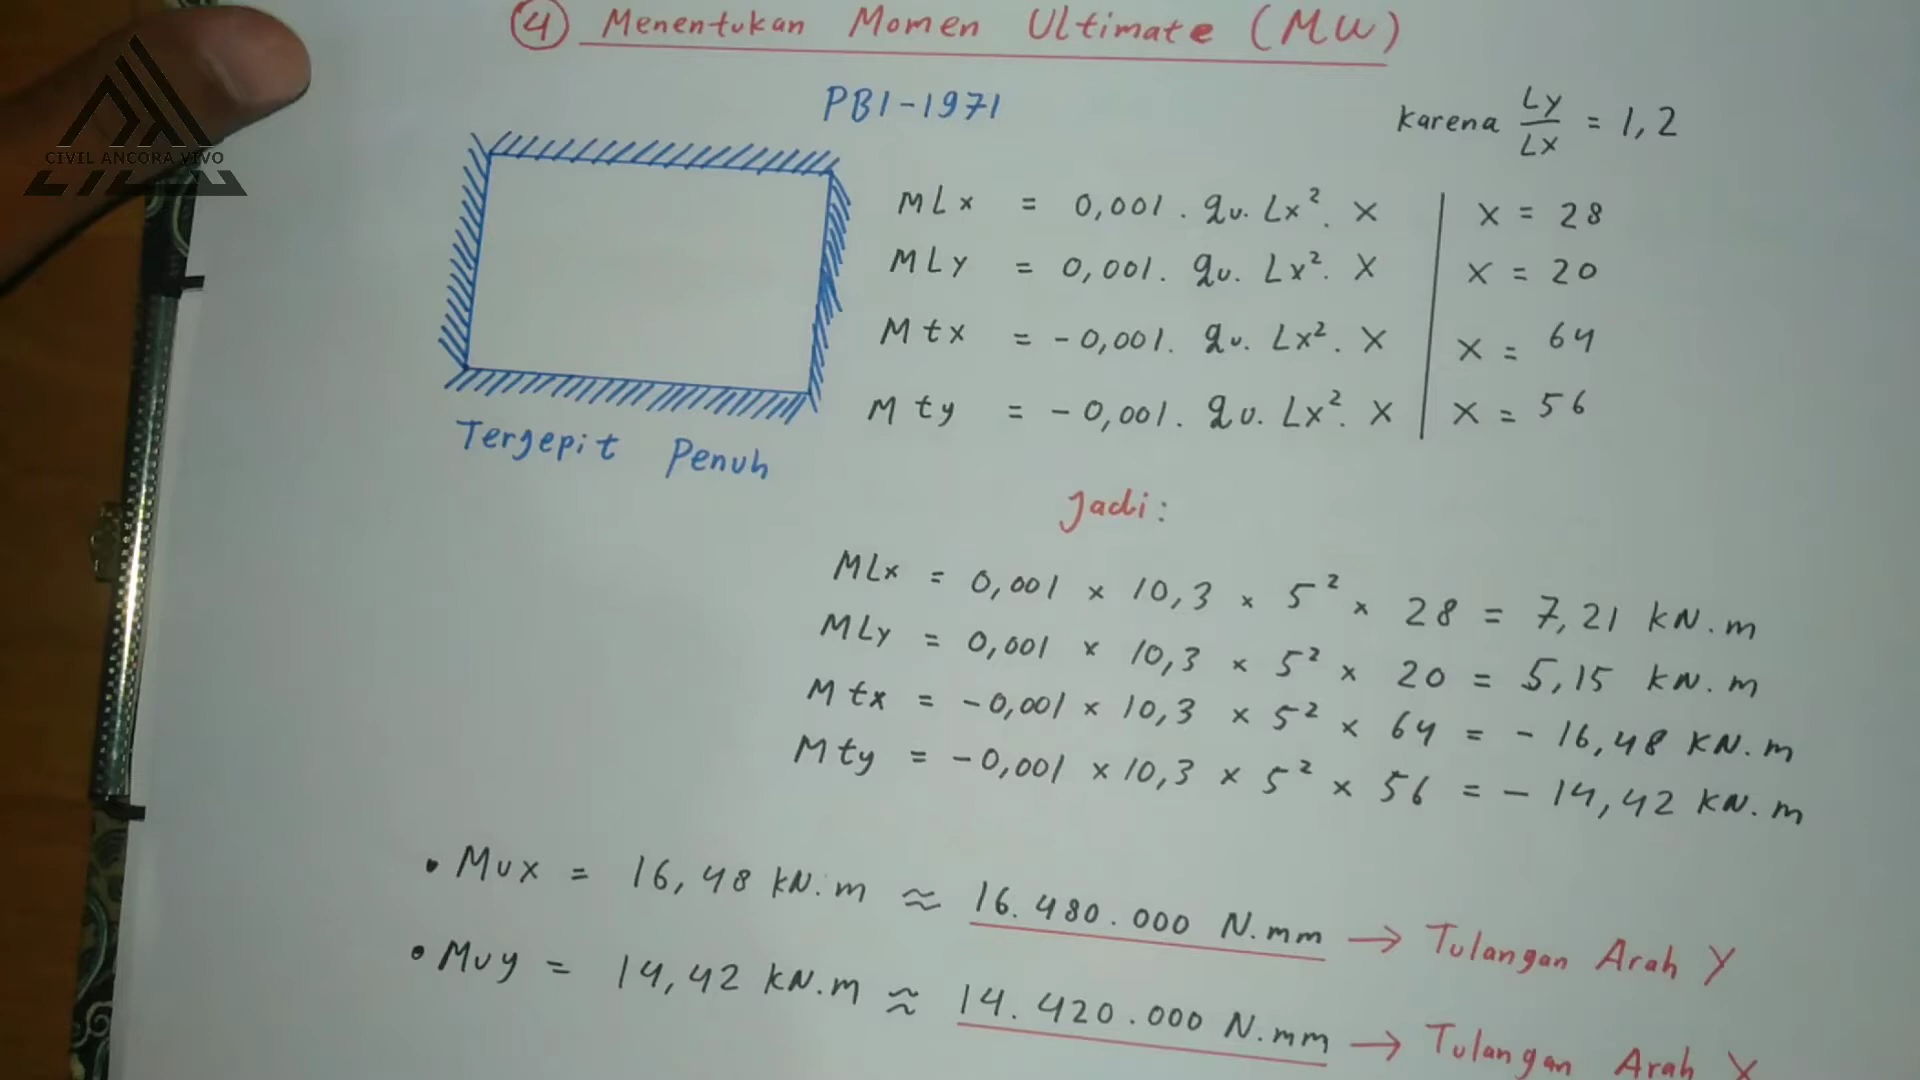 ④ Menentukan Momen Ultimate (MU)
CIVIL ANCORA VIVO
PBI-1971
karena Ly/Lx = 1,2
MLx = 0,001 . qu. Lx². X | X = 28
MLy = 0,001. qu. Lx². X | X = 20
Mtx = -0,001. qu. Lx². X | X = 64
Mty = -0,001. qu. Lx². X | X = 56
Tergepit Penuh
Jadi:
MLx = 0,001 × 10,3 × 5² × 28 = 7,21 kN.m
MLy = 0,001 × 10,3 × 5² × 20 = 5,15 kN.m
Mtx = -0,001 × 10,3 × 5² × 64 = - 16,48 kN.m
Mty = -0,001 × 10,3 × 5² × 56 = - 14,42 kN.m
• Mux = 16,48 kN.m ≈ 16.480.000 N.mm → Tulangan Arah Y
• Muy = 14,42 kN.m ≈ 14.420.000 N.mm → Tulangan Arah X